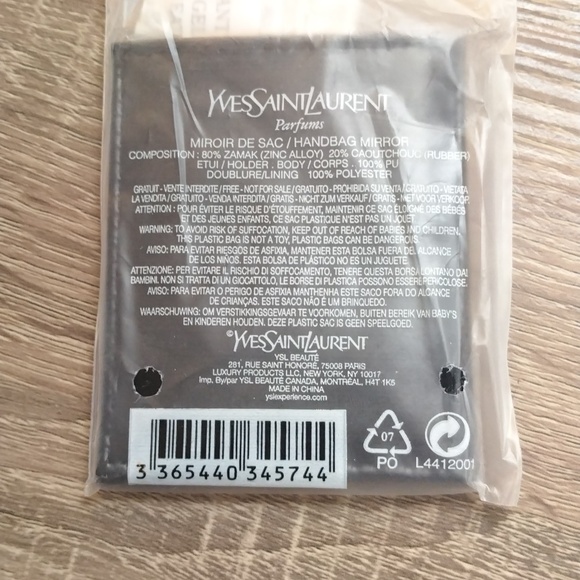 YVESSAINTLAURENT
Parfums
MIROIR DE SAC / HANDBAG MIRROR
COMPOSITION : 80% ZAMAK (ZINC ALLOY) 20% CAOUTCHOUC (RUBBER)
ETUI / HOLDER . BODY / CORPS . 100% PU
DOUBLURE/LINING 100% POLYESTER
GRATUIT - VENTE INTERDITE / FREE - NOT FOR SALE / GRATUITO - PROHIBIDA SU VENTA / GRATUITO - VIETATA
LA VENDITA / GRATUITO - VENDA INTERDITA / GRATIS - NICHT ZUM VERKAUF / GRATIS - NIET VOOR VERKOOP.
ATTENTION : POUR ÉVITER LE RISQUE D'ÉTOUFFEMENT, MAINTENIR CE SAC ÉLOIGNÉ DES BÉBÉS
ET DES JEUNES ENFANTS, CE SAC PLASTIQUE N'EST PAS UN JOUET
WARNING: TO AVOID RISK OF SUFFOCATION, KEEP OUT OF REACH OF BABIES AND CHILDREN.
THIS PLASTIC BAG IS NOT A TOY, PLASTIC BAGS CAN BE DANGEROUS.
AVISO: PARA EVITAR RIESGOS DE ASFIXIA, MANTENER ESTA BOLSA FUERA DEL ALCANCE
DE LOS NIÑOS. ESTA BOLSA DE PLÁSTICO NO ES UN JUGUETE.
ATTENZIONE: PER EVITARE IL RISCHIO DI SOFFOCAMENTO, TENERE QUESTA BORSA LONTANO DAI
BAMBINI. NON SI TRATTA DI UN GIOCATTOLO, LE BORSE DI PLASTICA POSSONO ESSERE PERICOLOSE.
AVISO: PARA EVITAR O PERIGO DE ASFIXIA MANTENHA ESTE SACO FORA DO ALCANCE
DE CRIANÇAS. ESTE SACO NÃO É UM BRINQUEDO.
WAARSCHUWING: OM VERSTIKKINGSGEVAAR TE VOORKOMEN, BUITEN BEREIK VAN BABY'S
EN KINDEREN HOUDEN. DEZE PLASTIC ZAK IS GEEN SPEELGOED.
©YVESSAINTLAURENT
YSL BEAUTÉ
281, RUE SAINT HONORÉ, 75008 PARIS
LUXURY PRODUCTS LLC, NEW YORK, NY 10017
Imp. By/par YSL BEAUTÉ CANADA, MONTRÉAL, H4T 1K5
MADE IN CHINA
yslexperience.com
3 365440 345744
07
PO
L4412001